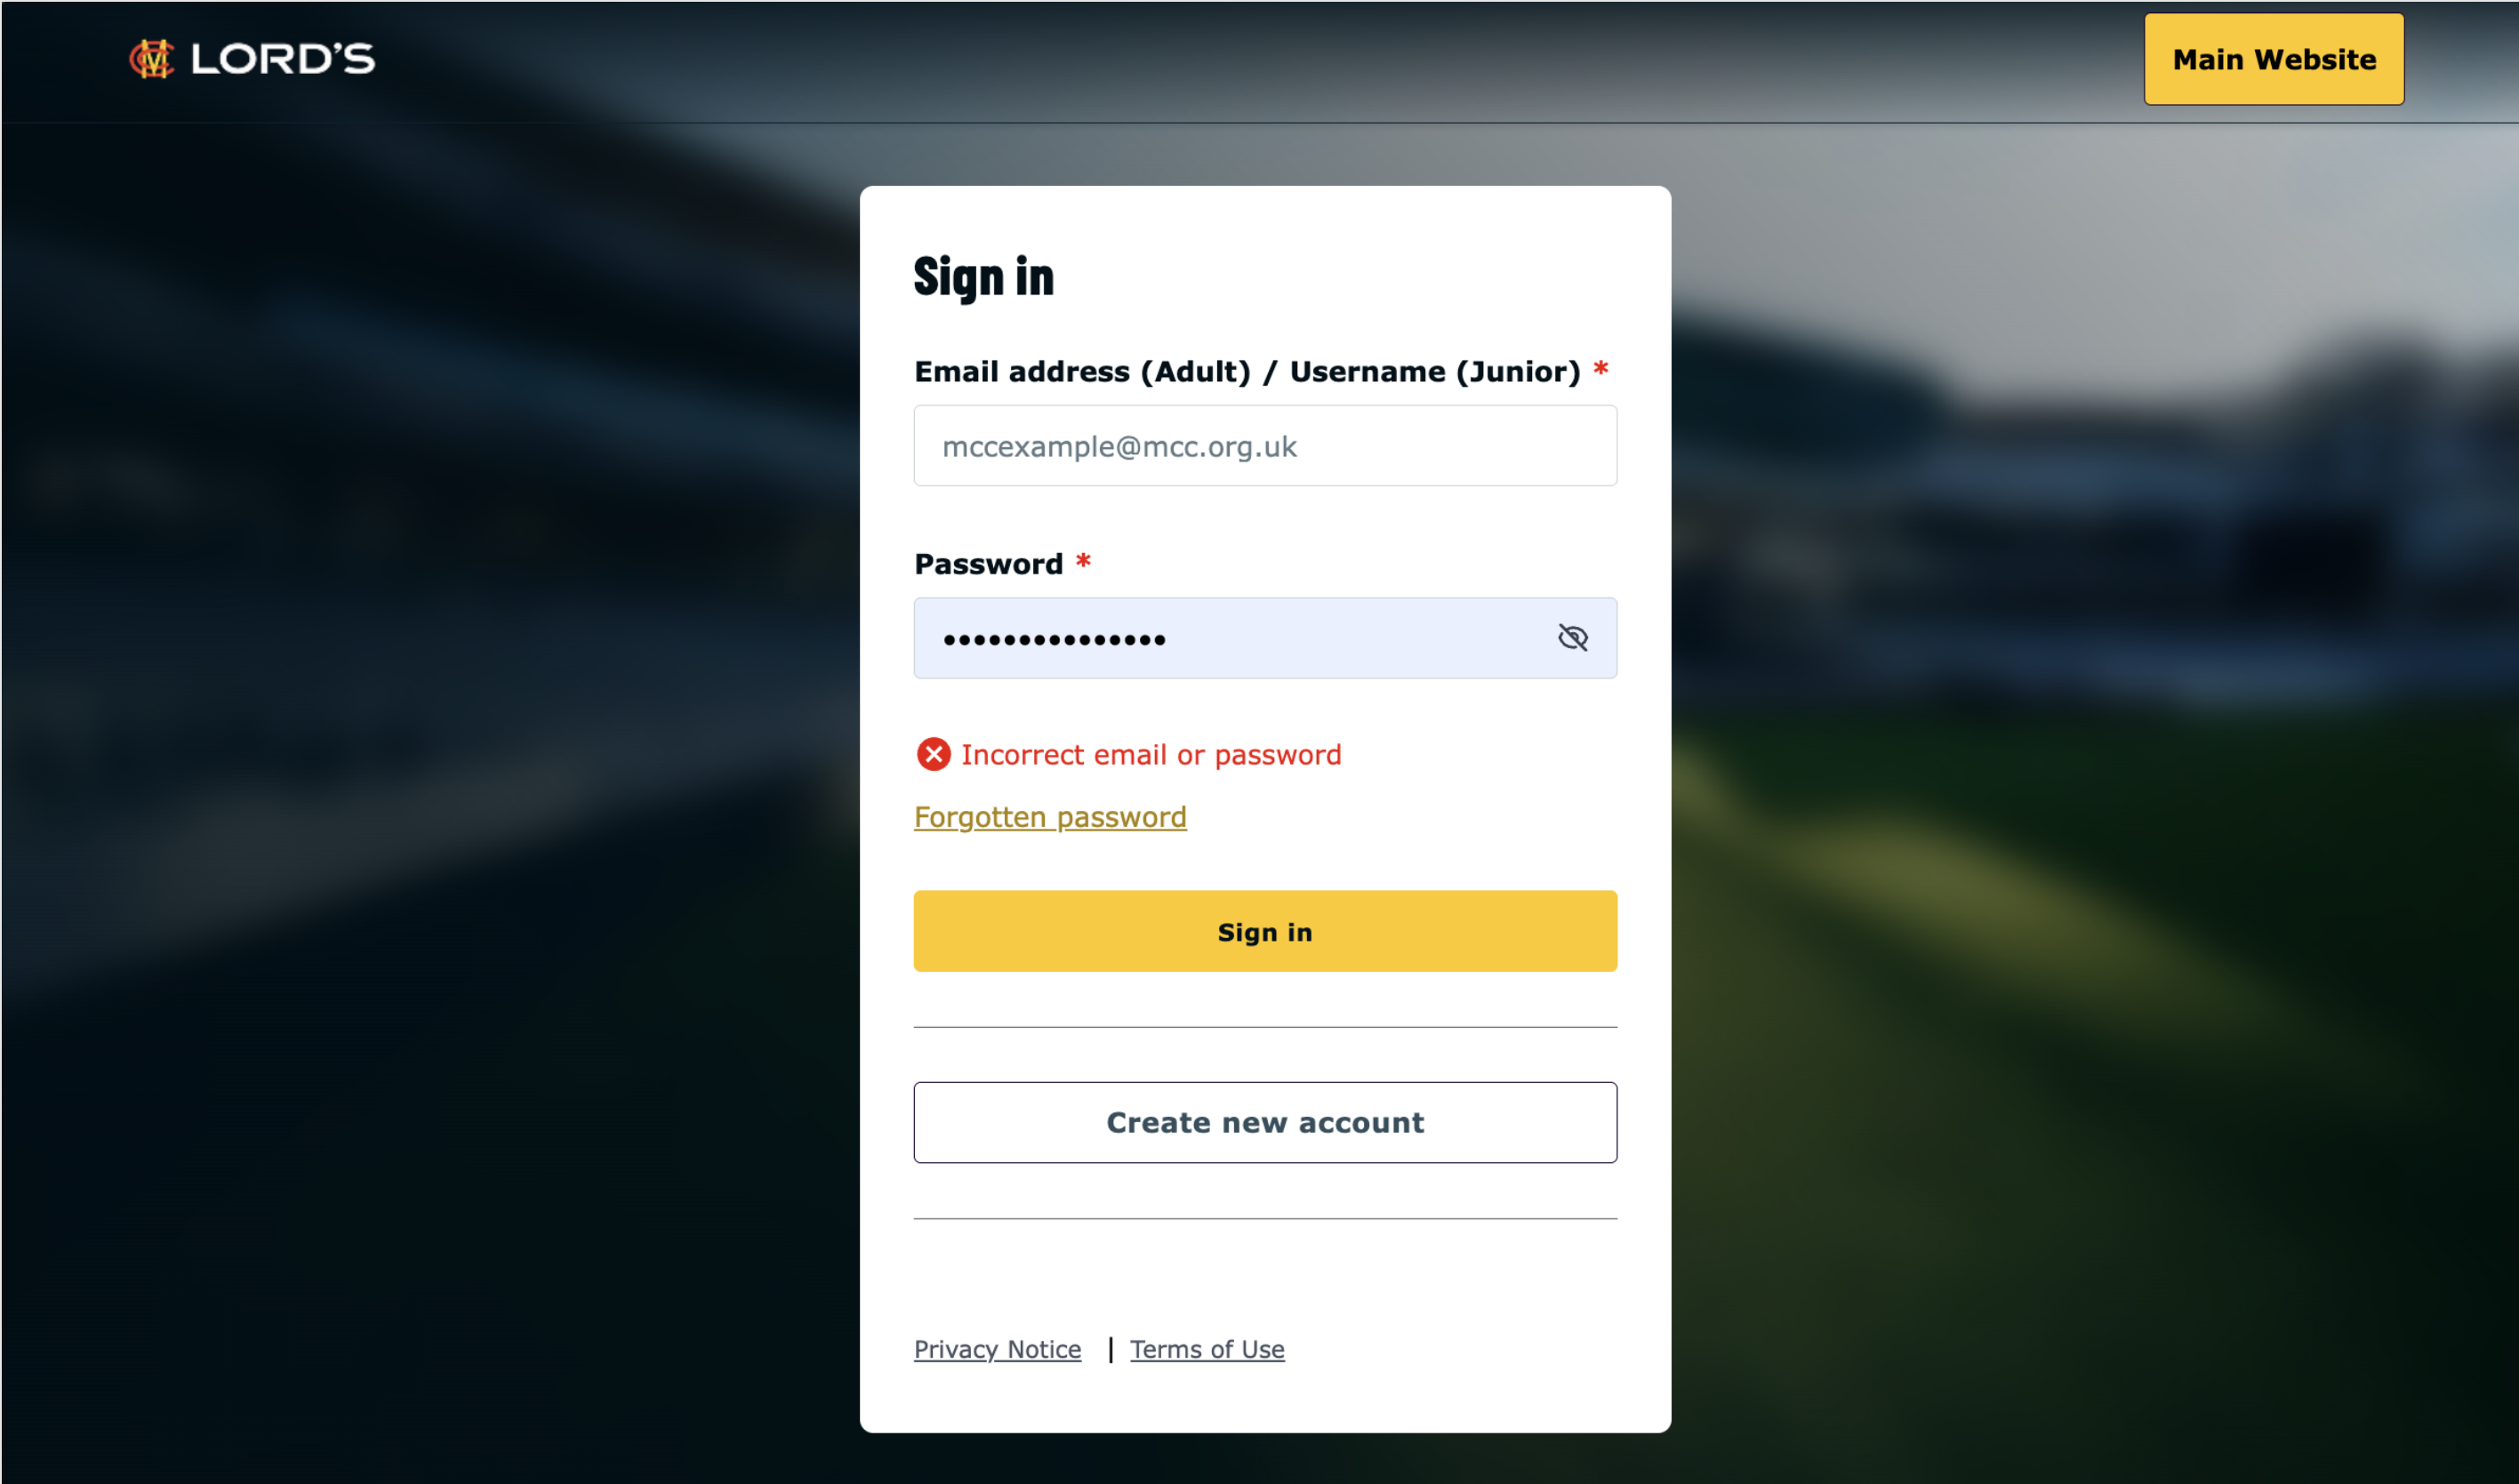 LORD'S
Main Website
Sign in
Email address (Adult) / Username (Junior) *
mccexample@mcc.org.uk
Password *
•••••••••••••••
Incorrect email or password
Forgotten password
Sign in
Create new account
Privacy Notice | Terms of Use